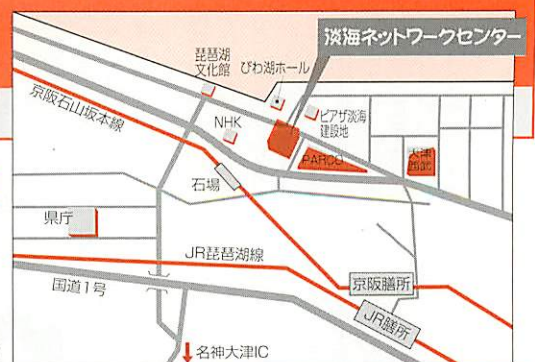 淡海ネットワークセンター
琵琶湖
文化館
びわ湖ホール
京阪石山坂本線
NHK
ピアザ淡海
建設地
PARCO
大津
西武
石場
県庁
JR琵琶湖線
国道1号
京阪膳所
JR膳所
名神大津IC